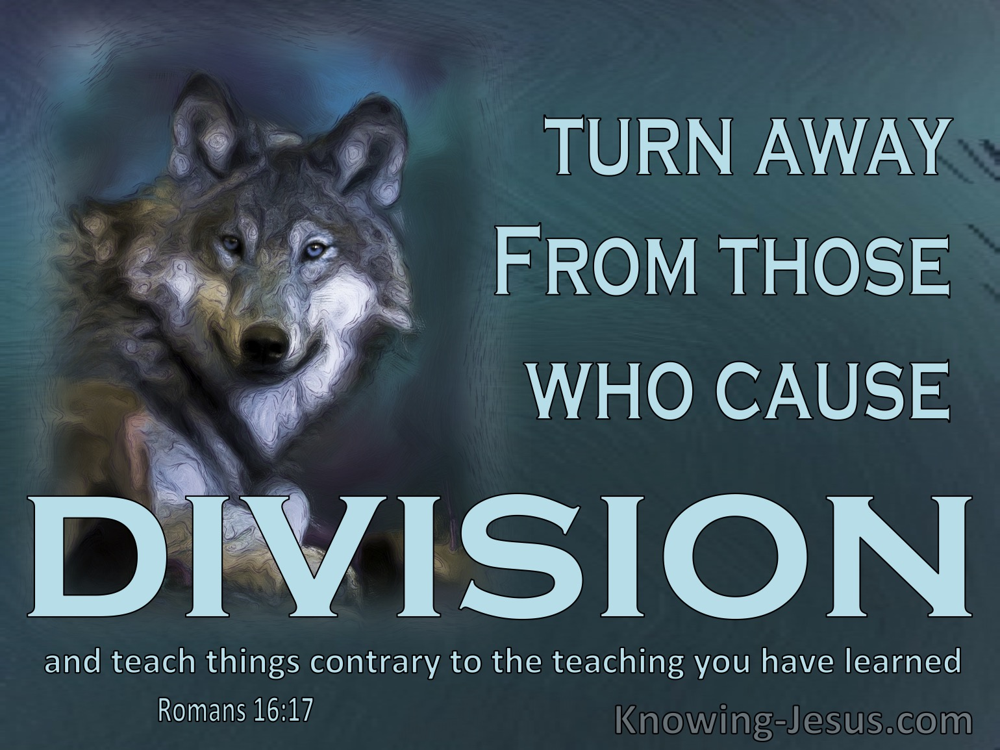 TURN AWAY
FROM THOSE
WHO CAUSE
DIVISION
and teach things contrary to the teaching you have learned
Romans 16:17
Knowing-Jesus.com